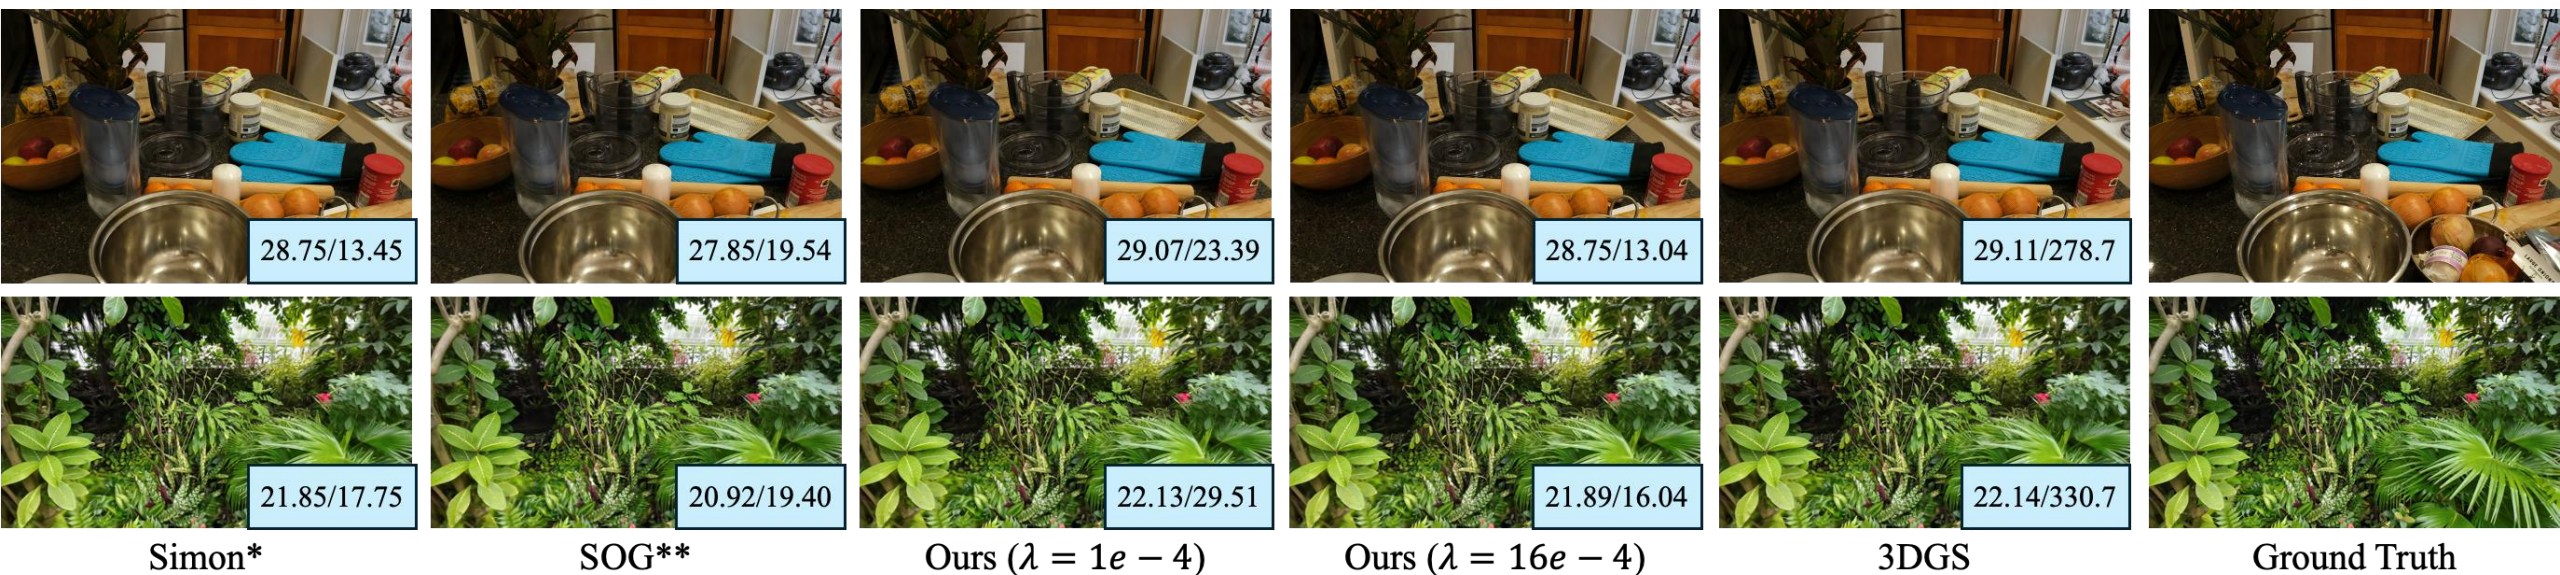 28.75/13.45
27.85/19.54
29.07/23.39
28.75/13.04
29.11/278.7
21.85/17.75
20.92/19.40
22.13/29.51
21.89/16.04
22.14/330.7
Simon*
SOG**
Ours (λ = 1e − 4)
Ours (λ = 16e − 4)
3DGS
Ground Truth